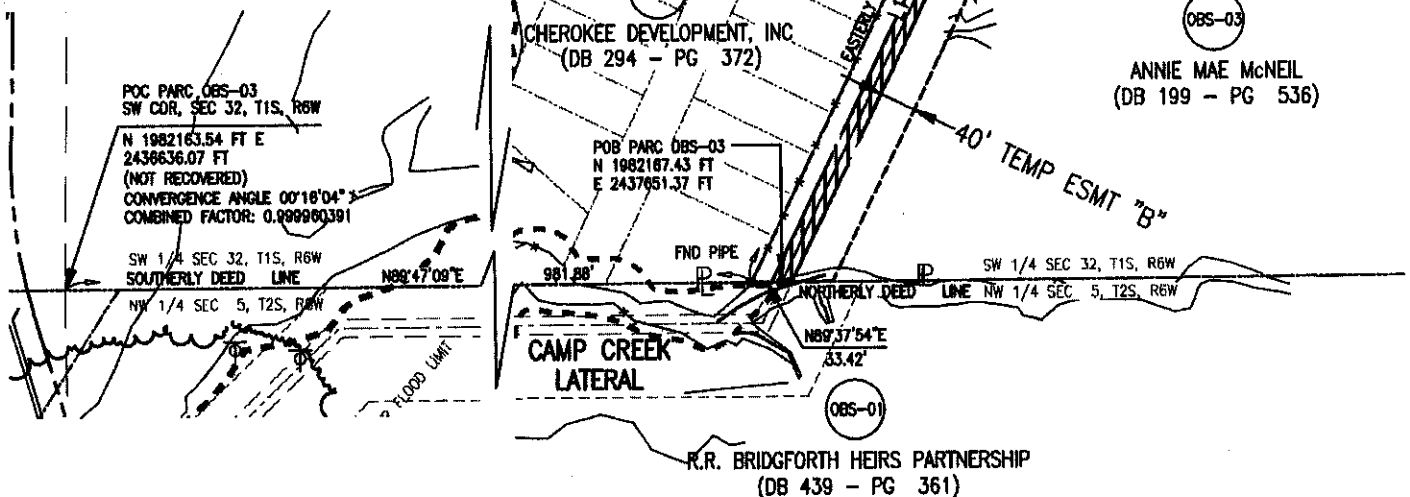 POC PARC OBS-03
SW COR, SEC 32, T1S, R6W
N 1982163.54 FT E
2436636.07 FT
(NOT RECOVERED)
CONVERGENCE ANGLE 00°16'04"
COMBINED FACTOR: 0.999960391
SW 1/4 SEC 32, T1S, R6W
SOUTHERLY DEED LINE
N89°47'09"E
NW 1/4 SEC 5, T2S, R6W
FLOOD LIMIT
CHEROKEE DEVELOPMENT, INC
(DB 294 - PG 372)
EASTERLY
OBS-03
ANNIE MAE McNEIL
(DB 199 - PG 536)
40' TEMP ESMT "B"
POB PARC OBS-03
N 1982167.43 FT
E 2437651.37 FT
FND PIPE
981.88'
PL
PL
SW 1/4 SEC 32, T1S, R6W
NORTHERLY DEED LINE
NW 1/4 SEC 5, T2S, R6W
N89°37'54"E
33.42'
CAMP CREEK
LATERAL
OBS-01
R.R. BRIDGFORTH HEIRS PARTNERSHIP
(DB 439 - PG 361)